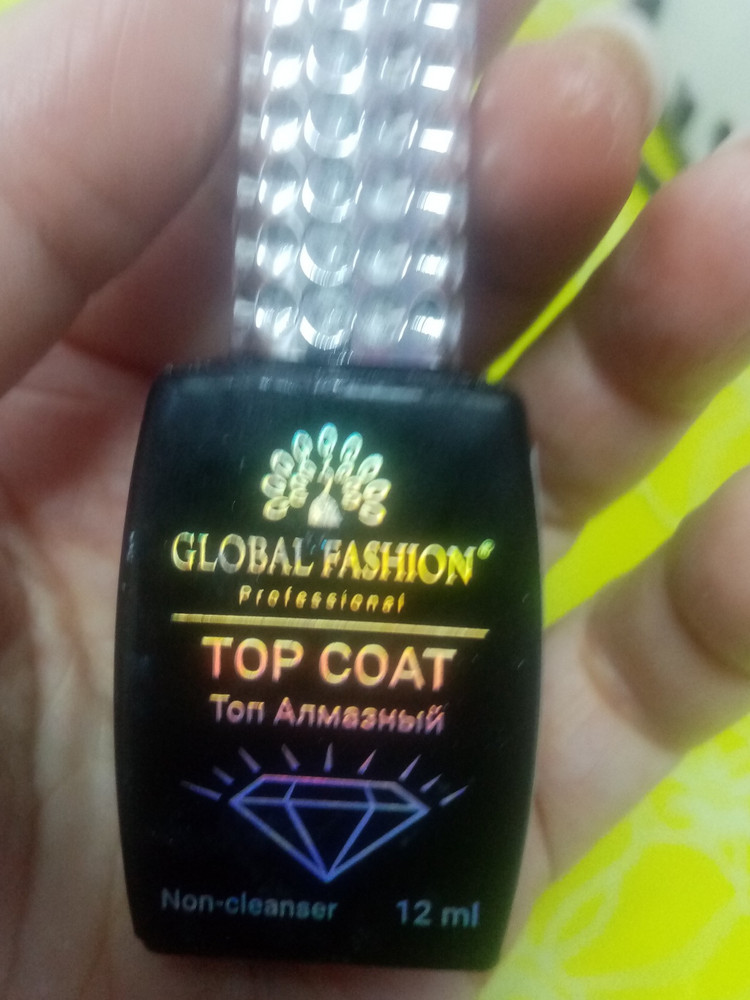 GLOBAL FASHION®
Professional
TOP COAT
Топ Алмазный
Non-cleanser 12 ml